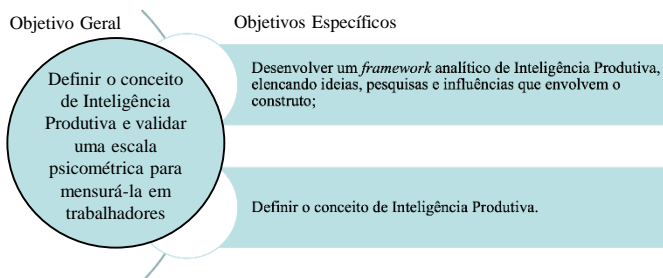 Objetivo Geral
Objetivos Específicos
Definir o conceito
de Inteligência
Produtiva e validar
uma escala
psicométrica para
mensurá-la em
trabalhadores
Desenvolver um framework analítico de Inteligência Produtiva,
elencando ideias, pesquisas e influências que envolvem o
construto;
Definir o conceito de Inteligência Produtiva.